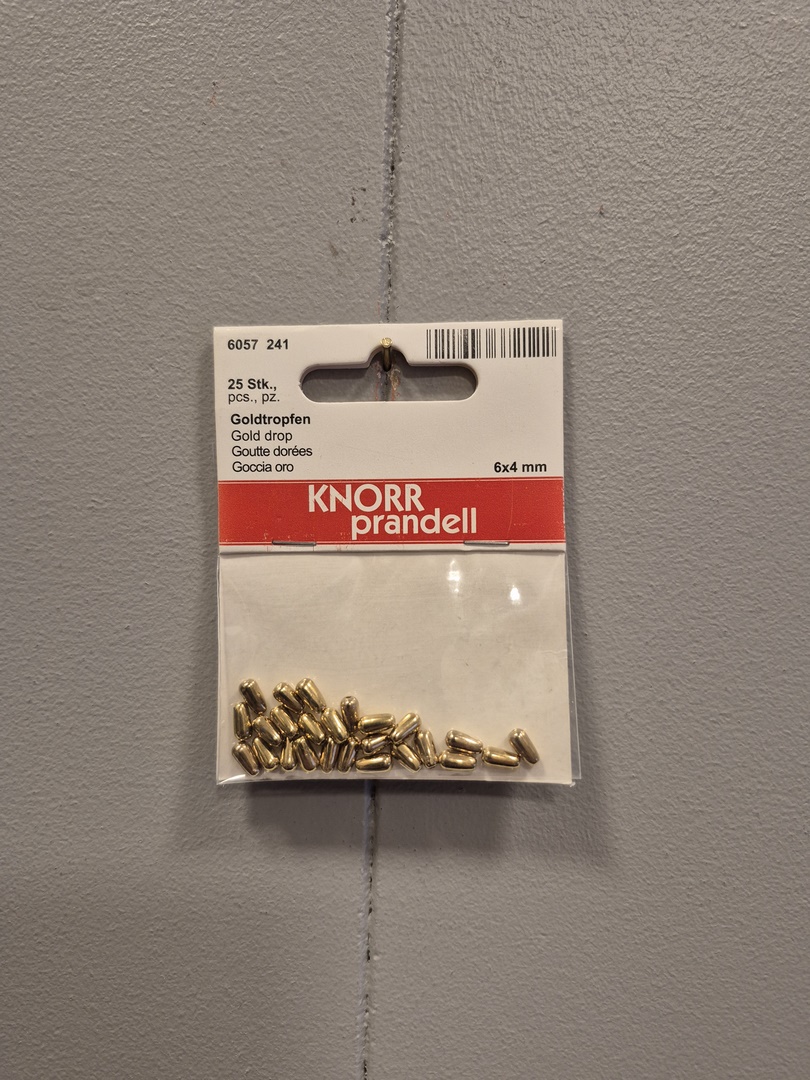 6057 241
25 Stk.,
pcs., pz.
Goldtropfen
Gold drop
Goutte dorées
Goccia oro
6x4 mm
KNORR
prandell